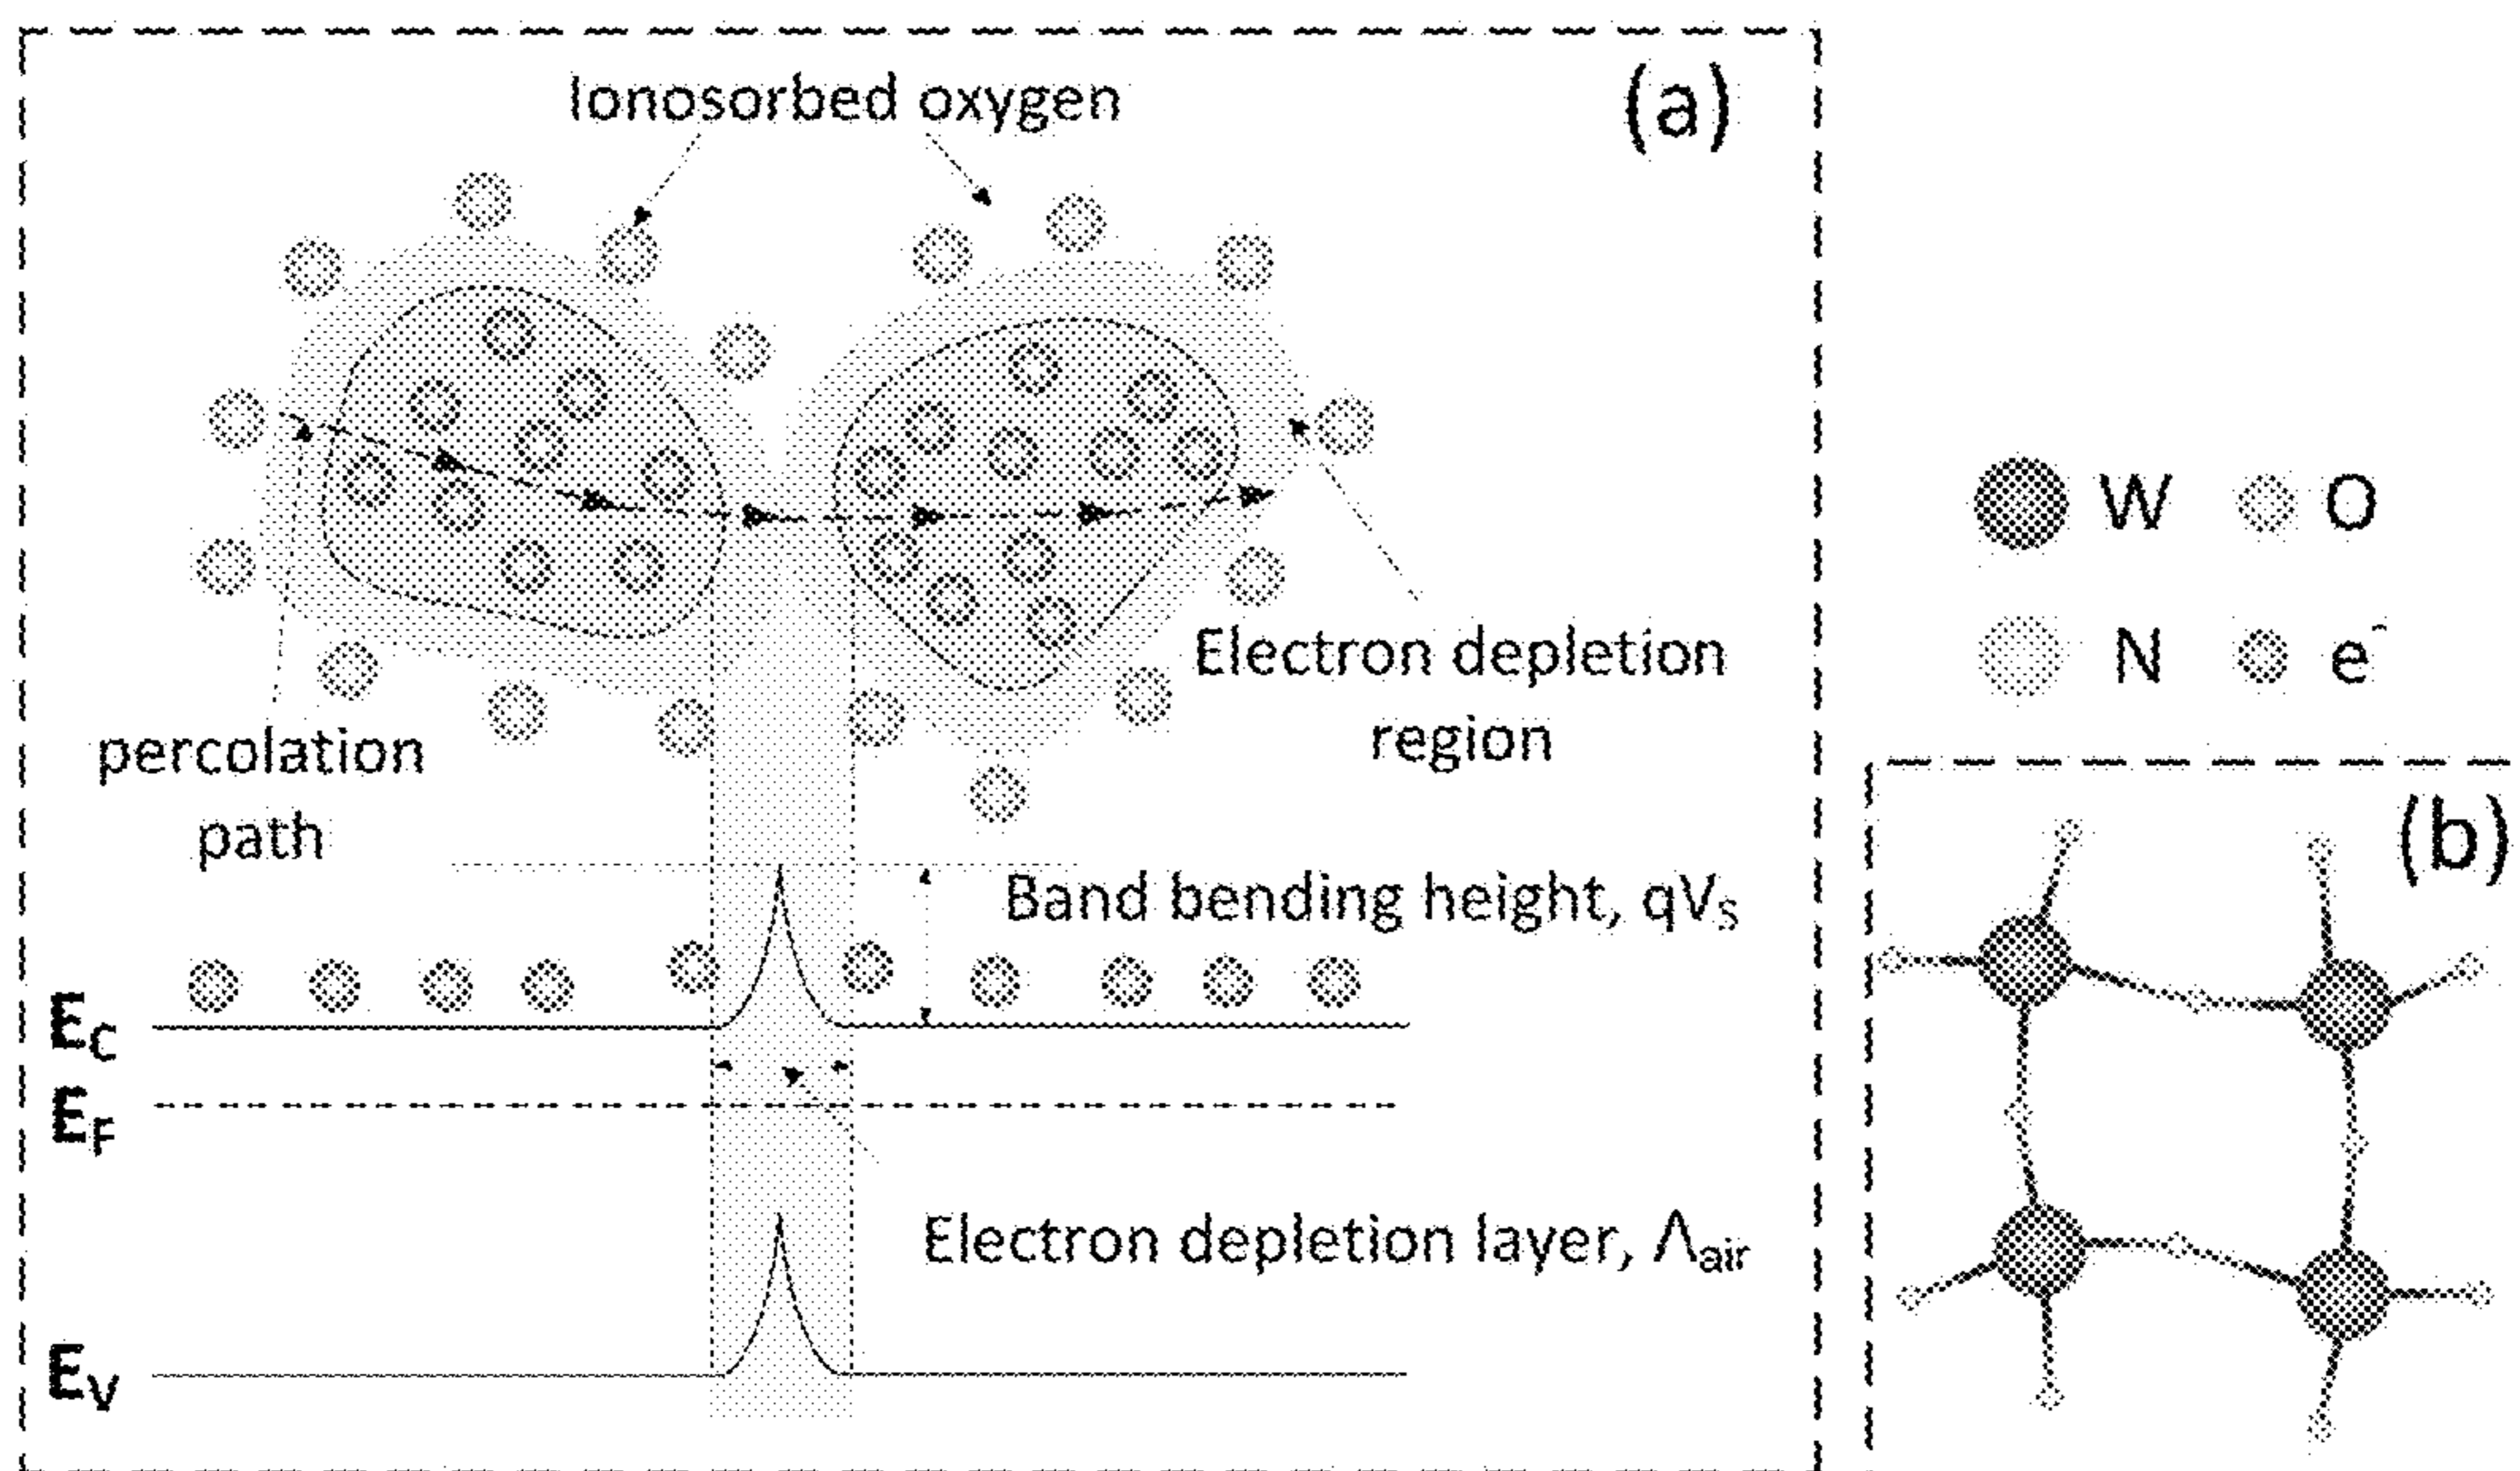 (a)
Ionosorbed oxygen
W O
N e⁻
Electron depletion
region
percolation
path
(b)
Band bending height, qVS
EC
EF
Electron depletion layer, Λair
EV